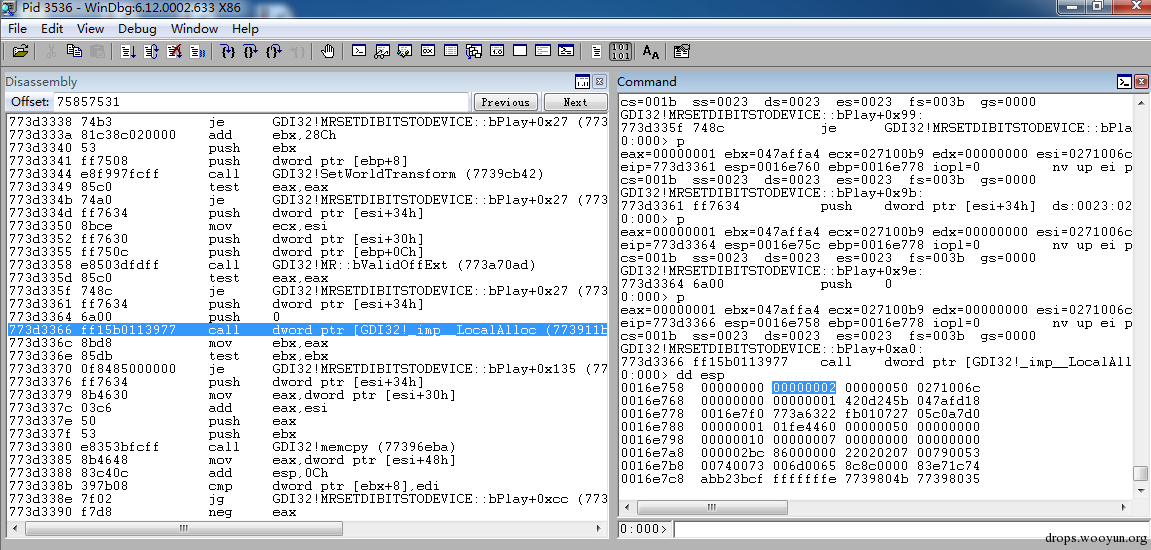 Pid 3536 - WinDbg:6.12.0002.633 X86
File Edit View Debug Window Help
Disassembly
Offset: 75857531
Previous Next
773d3338 74b3 je GDI32!MRSETDIBITSTODEVICE::bPlay+0x27 (773
773d333a 81c38c020000 add ebx,28Ch
773d3340 53 push ebx
773d3341 ff7508 push dword ptr [ebp+8]
773d3344 e8f997fcff call GDI32!SetWorldTransform (7739cb42)
773d3349 85c0 test eax,eax
773d334b 74a0 je GDI32!MRSETDIBITSTODEVICE::bPlay+0x27 (773
773d334d ff7634 push dword ptr [esi+34h]
773d3350 8bce mov ecx,esi
773d3352 ff7630 push dword ptr [esi+30h]
773d3355 ff750c push dword ptr [ebp+0Ch]
773d3358 e8503dfdff call GDI32!MR::bValidOffExt (773a70ad)
773d335d 85c0 test eax,eax
773d335f 748c je GDI32!MRSETDIBITSTODEVICE::bPlay+0x27 (773
773d3361 ff7634 push dword ptr [esi+34h]
773d3364 6a00 push 0
773d3366 ff15b0113977 call dword ptr [GDI32!_imp__LocalAlloc (773911b
773d336c 8bd8 mov ebx,eax
773d336e 85db test ebx,ebx
773d3370 0f8485000000 je GDI32!MRSETDIBITSTODEVICE::bPlay+0x135 (773
773d3376 ff7634 push dword ptr [esi+34h]
773d3379 8b4630 mov eax,dword ptr [esi+30h]
773d337c 03c6 add eax,esi
773d337e 50 push eax
773d337f 53 push ebx
773d3380 e8353bfcff call GDI32!memcpy (77396eba)
773d3385 8b4648 mov eax,dword ptr [esi+48h]
773d3388 83c40c add esp,0Ch
773d338b 397b08 cmp dword ptr [ebx+8],edi
773d338e 7f02 jg GDI32!MRSETDIBITSTODEVICE::bPlay+0xcc (773
773d3390 f7d8 neg eax
Command
cs=001b ss=0023 ds=0023 es=0023 fs=003b gs=0000
GDI32!MRSETDIBITSTODEVICE::bPlay+0x99:
773d335f 748c je GDI32!MRSETDIBITSTODEVICE::bPl
0:000> p
eax=00000001 ebx=047affa4 ecx=027100b9 edx=00000000 esi=0271006c
eip=773d3361 esp=0016e760 ebp=0016e778 iopl=0 nv up ei p
cs=001b ss=0023 ds=0023 es=0023 fs=003b gs=0000
GDI32!MRSETDIBITSTODEVICE::bPlay+0x9b:
773d3361 ff7634 push dword ptr [esi+34h] ds:0023:02
0:000> p
eax=00000001 ebx=047affa4 ecx=027100b9 edx=00000000 esi=0271006c
eip=773d3364 esp=0016e75c ebp=0016e778 iopl=0 nv up ei p
cs=001b ss=0023 ds=0023 es=0023 fs=003b gs=0000
GDI32!MRSETDIBITSTODEVICE::bPlay+0x9e:
773d3364 6a00 push 0
0:000> p
eax=00000001 ebx=047affa4 ecx=027100b9 edx=00000000 esi=0271006c
eip=773d3366 esp=0016e758 ebp=0016e778 iopl=0 nv up ei p
cs=001b ss=0023 ds=0023 es=0023 fs=003b gs=0000
GDI32!MRSETDIBITSTODEVICE::bPlay+0xa0:
773d3366 ff15b0113977 call dword ptr [GDI32!_imp__LocalAll
0:000> dd esp
0016e758 00000000 00000002 00000050 0271006c
0016e768 00000000 00000001 420d245b 047afd18
0016e778 0016e7f0 773a6322 fb010727 05c0a7d0
0016e788 00000001 01fe4460 00000050 00000000
0016e798 00000010 00000007 00000000 00000000
0016e7a8 000002bc 86000000 22020207 00790053
0016e7b8 00740073 006d0065 8c8c0000 83e71c74
0016e7c8 abb23bcf fffffffe 7739804b 77398035
0:000>
drops.wooyun.org